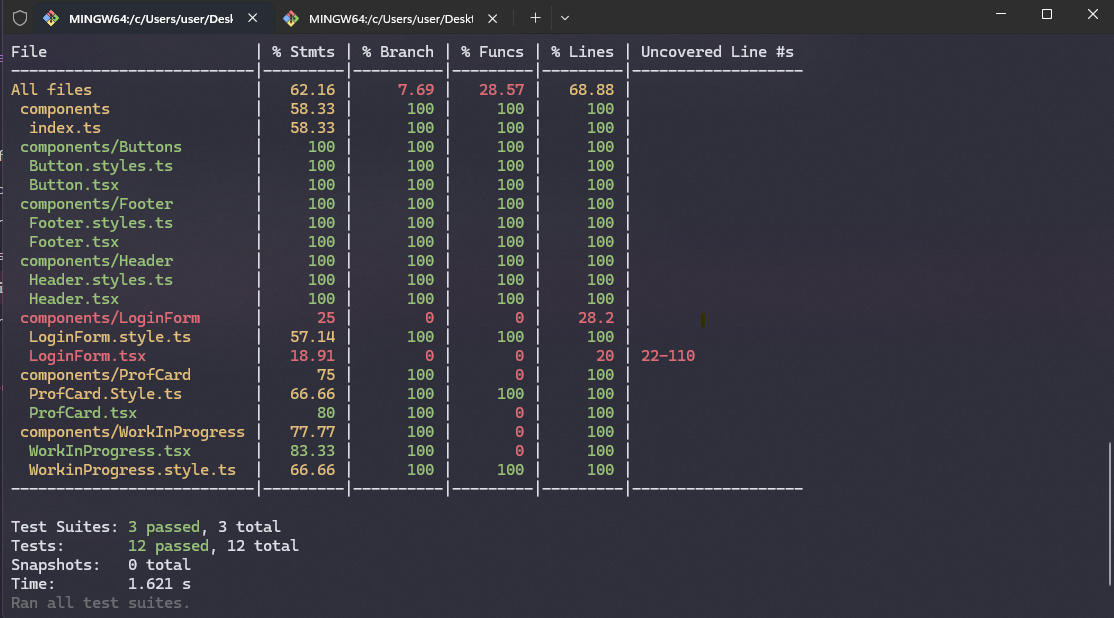 MINGW64:/c/Users/user/Desk MINGW64:/c/Users/user/Deskt
File | % Stmts | % Branch | % Funcs | % Lines | Uncovered Line #s
---------------------------|---------|----------|---------|---------|-------------------
All files | 62.16 | 7.69 | 28.57 | 68.88 |
components | 58.33 | 100 | 100 | 100 |
index.ts | 58.33 | 100 | 100 | 100 |
components/Buttons | 100 | 100 | 100 | 100 |
Button.styles.ts | 100 | 100 | 100 | 100 |
Button.tsx | 100 | 100 | 100 | 100 |
components/Footer | 100 | 100 | 100 | 100 |
Footer.styles.ts | 100 | 100 | 100 | 100 |
Footer.tsx | 100 | 100 | 100 | 100 |
components/Header | 100 | 100 | 100 | 100 |
Header.styles.ts | 100 | 100 | 100 | 100 |
Header.tsx | 100 | 100 | 100 | 100 |
components/LoginForm | 25 | 0 | 0 | 28.2 |
LoginForm.style.ts | 57.14 | 100 | 100 | 100 |
LoginForm.tsx | 18.91 | 0 | 0 | 20 | 22-110
components/ProfCard | 75 | 100 | 0 | 100 |
ProfCard.Style.ts | 66.66 | 100 | 100 | 100 |
ProfCard.tsx | 80 | 100 | 0 | 100 |
components/WorkInProgress | 77.77 | 100 | 0 | 100 |
WorkInProgress.tsx | 83.33 | 100 | 0 | 100 |
WorkinProgress.style.ts | 66.66 | 100 | 100 | 100 |
---------------------------|---------|----------|---------|---------|-------------------
Test Suites: 3 passed, 3 total
Tests: 12 passed, 12 total
Snapshots: 0 total
Time: 1.621 s
Ran all test suites.